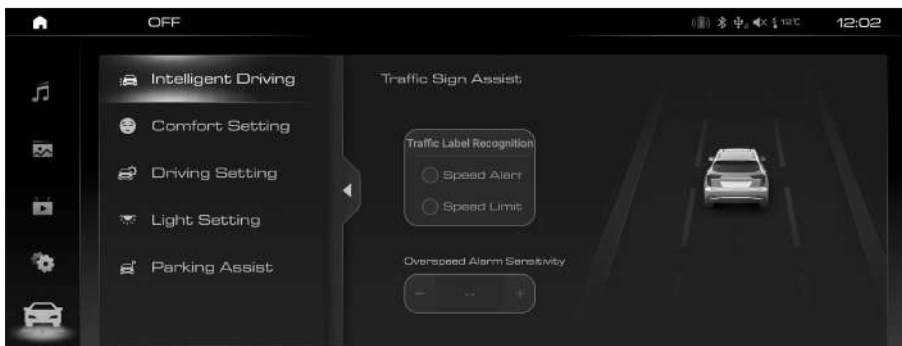 OFF
12°C
12:02
Intelligent Driving
Comfort Setting
Driving Setting
Light Setting
Parking Assist
Traffic Sign Assist
Traffic Label Recognition
Speed Alarr
Speed Limit
Overspeed Alarm Sensitivity
- -- +